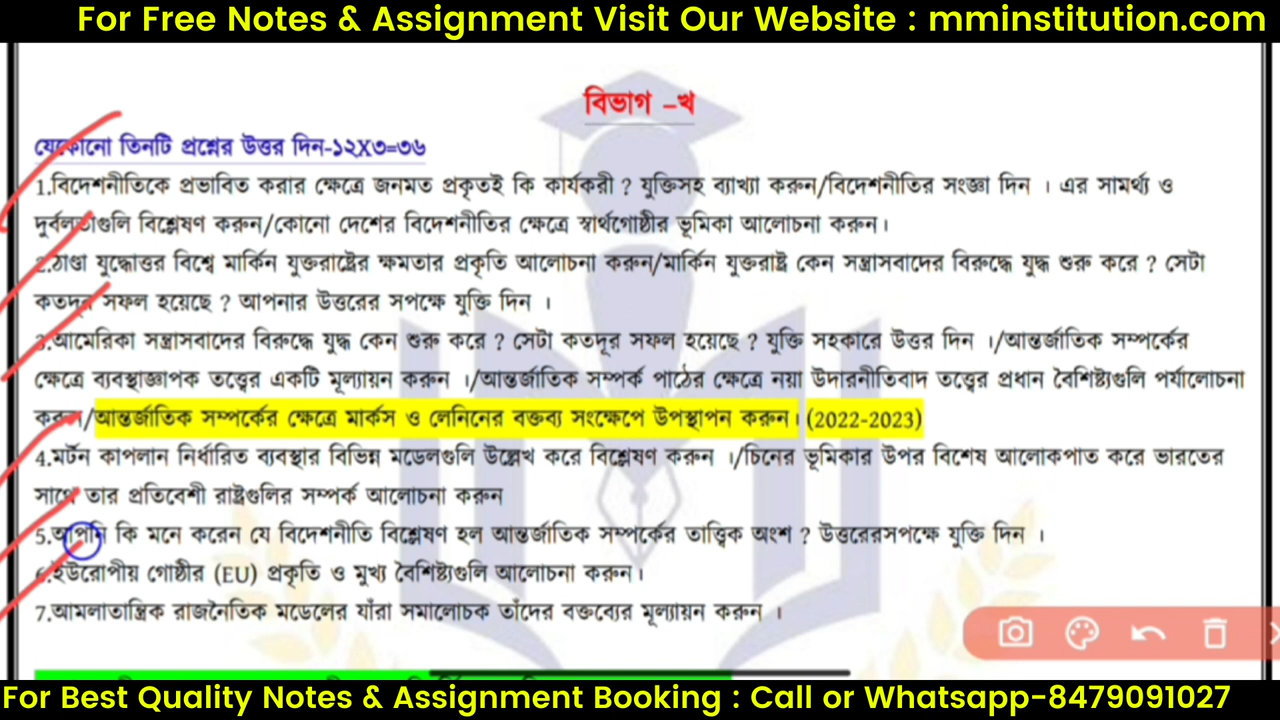 For Free Notes & Assignment Visit Our Website : mminstitution.com
বিভাগ –খ
যেকোনো তিনটি প্রশ্নের উত্তর দিন-১২X৩=৩৬
1.বিদেশনীতিকে প্রভাবিত করার ক্ষেত্রে জনমত প্রকৃতই কি কার্যকরী ? যুক্তিসহ ব্যাখ্যা করুন/বিদেশনীতির সংজ্ঞা দিন । এর সামর্থ্য ও
দুর্বলতাগুলি বিশ্লেষণ করুন/কোনো দেশের বিদেশনীতির ক্ষেত্রে স্বার্থগোষ্ঠীর ভূমিকা আলোচনা করুন।
2.ঠাণ্ডা যুদ্ধোত্তর বিশ্বে মার্কিন যুক্তরাষ্ট্রের ক্ষমতার প্রকৃতি আলোচনা করুন/মার্কিন যুক্তরাষ্ট্র কেন সন্ত্রাসবাদের বিরুদ্ধে যুদ্ধ শুরু করে ? সেটা
কতদূর সফল হয়েছে ? আপনার উত্তরের সপক্ষে যুক্তি দিন ।
3.আমেরিকা সন্ত্রাসবাদের বিরুদ্ধে যুদ্ধ কেন শুরু করে ? সেটা কতদূর সফল হয়েছে ? যুক্তি সহকারে উত্তর দিন ।/আন্তর্জাতিক সম্পর্কের
ক্ষেত্রে ব্যবস্থাজ্ঞাপক তত্ত্বের একটি মূল্যায়ন করুন ।/আন্তর্জাতিক সম্পর্ক পাঠের ক্ষেত্রে নয়া উদারনীতিবাদ তত্ত্বের প্রধান বৈশিষ্ট্যগুলি পর্যালোচনা
করুন/আন্তর্জাতিক সম্পর্কের ক্ষেত্রে মার্কস ও লেনিনের বক্তব্য সংক্ষেপে উপস্থাপন করুন। (2022-2023)
4.মর্টন কাপলান নির্ধারিত ব্যবস্থার বিভিন্ন মডেলগুলি উল্লেখ করে বিশ্লেষণ করুন ।/চিনের ভূমিকার উপর বিশেষ আলোকপাত করে ভারতের
সাথে তার প্রতিবেশী রাষ্ট্রগুলির সম্পর্ক আলোচনা করুন
5.আপনি কি মনে করেন যে বিদেশনীতি বিশ্লেষণ হল আন্তর্জাতিক সম্পর্কের তাত্ত্বিক অংশ ? উত্তরেরসপক্ষে যুক্তি দিন ।
6.ইউরোপীয় গোষ্ঠীর (EU) প্রকৃতি ও মুখ্য বৈশিষ্ট্যগুলি আলোচনা করুন।
7.আমলাতান্ত্রিক রাজনৈতিক মডেলের যাঁরা সমালোচক তাঁদের বক্তব্যের মূল্যায়ন করুন ।
For Best Quality Notes & Assignment Booking : Call or Whatsapp-8479091027